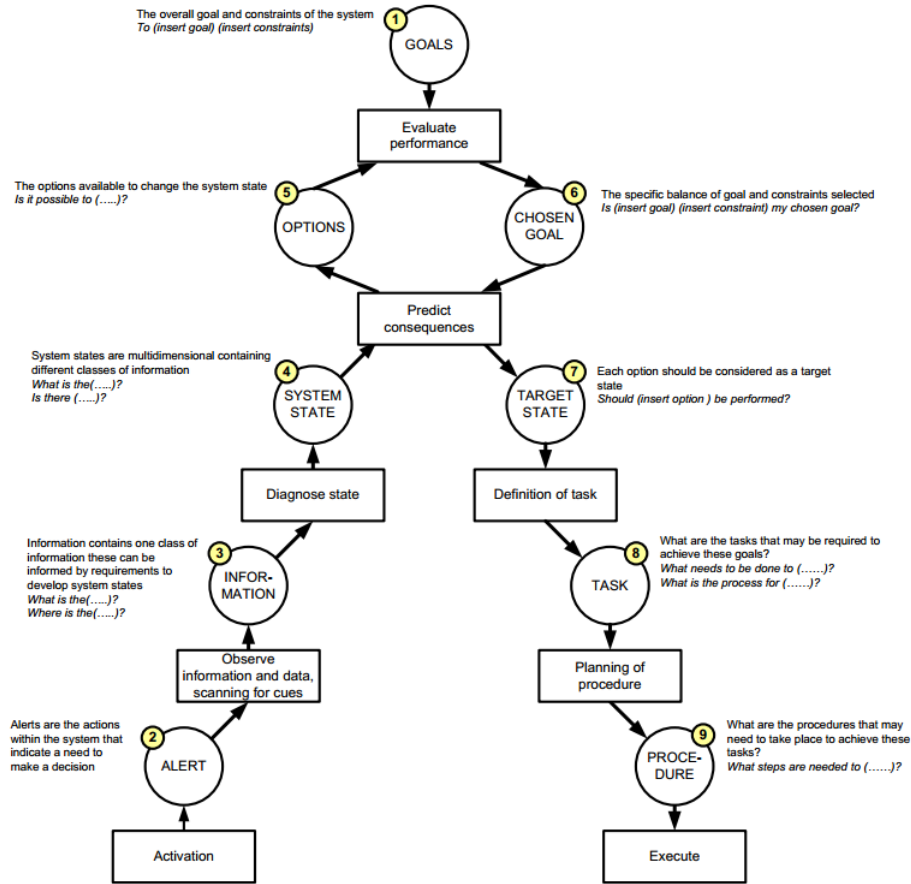 The overall goal and constraints of the system
To (insert goal) (insert constraints)
1
GOALS
Evaluate
performance
The options available to change the system state
Is it possible to (.....)?
5
OPTIONS
6
CHOSEN
GOAL
The specific balance of goal and constraints selected
Is (insert goal) (insert constraint) my chosen goal?
Predict
consequences
System states are multidimensional containing
different classes of information
What is the(.....)?
Is there (.....)?
4
SYSTEM
STATE
7
TARGET
STATE
Each option should be considered as a target
state
Should (insert option ) be performed?
Diagnose state
Definition of task
Information contains one class of
information these can be
informed by requirements to
develop system states
What is the(.....)?
Where is the(.....)?
3
INFOR-
MATION
8
TASK
What are the tasks that may be required to
achieve these goals?
What needs to be done to (......)?
What is the process for (......)?
Observe
information and data,
scanning for cues
Planning of
procedure
Alerts are the actions
within the system that
indicate a need to
make a decision
2
ALERT
9
PROCE-
DURE
What are the procedures that may
need to take place to achieve these
tasks?
What steps are needed to (......)?
Activation
Execute